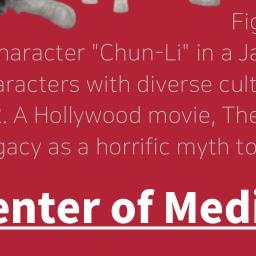 Fig
haracter "Chun-Li" in a Ja
aracters with diverse cult
. A Hollywood movie, The
gacy as a horrific myth to
enter of Medi